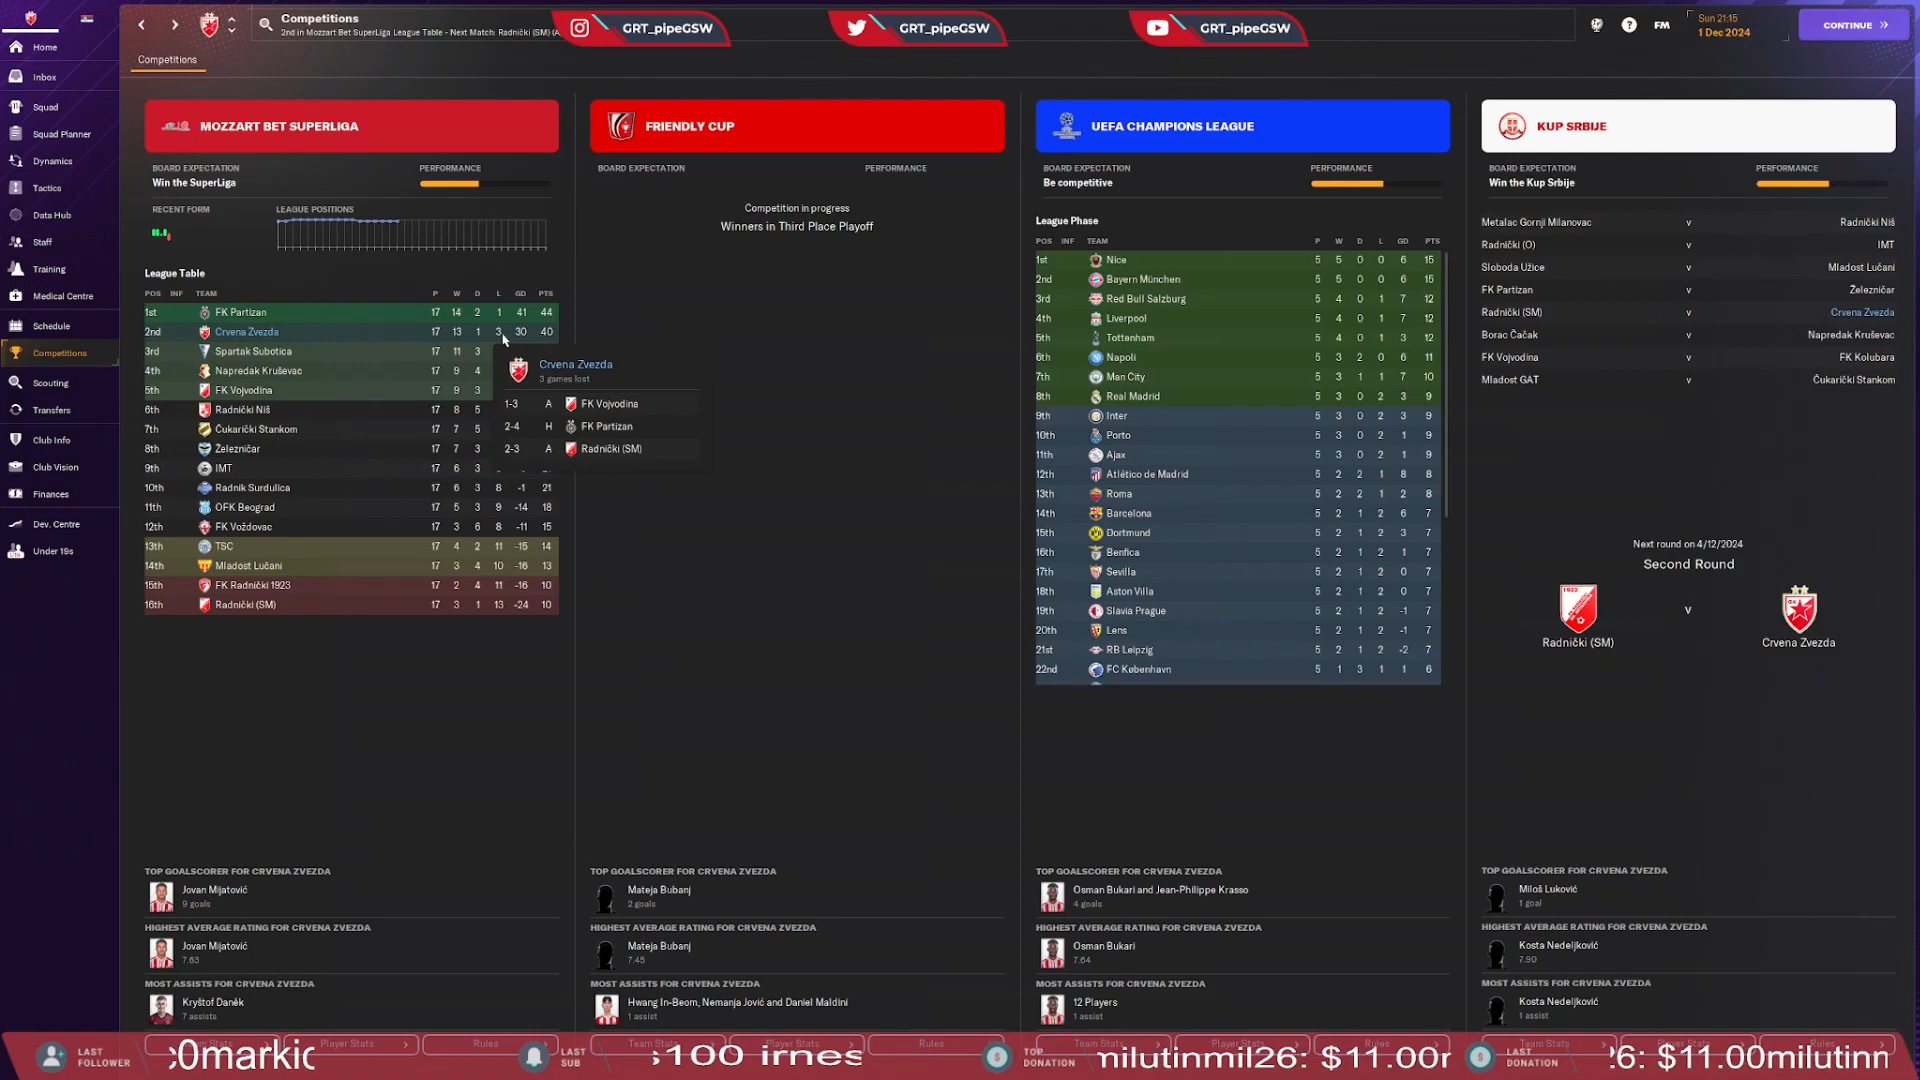 Competitions
2nd in Mozzart Bet SuperLiga League Table - Next Match: Radnički (SM) (A
GRT_pipeGSW
GRT_pipeGSW
GRT_pipeGSW
FM
Sun 21:15
1 Dec 2024
CONTINUE
Home
Inbox
Squad
Squad Planner
Dynamics
Tactics
Data Hub
Staff
Training
Medical Centre
Schedule
Competitions
Scouting
Transfers
Club Info
Club Vision
Finances
Dev. Centre
Under 19s
Competitions
MOZZART BET SUPERLIGA
BOARD EXPECTATION PERFORMANCE
Win the SuperLiga
RECENT FORM LEAGUE POSITIONS
League Table
POS INF TEAM P W D L GD PTS
1st FK Partizan 17 14 2 1 41 44
2nd Crvena Zvezda 17 13 1 3 30 40
3rd Spartak Subotica 17 11 3
4th Napredak Kruševac 17 9 4
5th FK Vojvodina 17 9 3
6th Radnički Niš 17 8 5
7th Čukarički Stankom 17 7 5
8th Železničar 17 7 3
9th IMT 17 6 3
10th Radnik Surdulica 17 6 3 8 -1 21
11th OFK Beograd 17 5 3 9 -14 18
12th FK Voždovac 17 3 6 8 -11 15
13th TSC 17 4 2 11 -15 14
14th Mladost Lučani 17 3 4 10 -16 13
15th FK Radnički 1923 17 2 4 11 -16 10
16th Radnički (SM) 17 3 1 13 -24 10
Crvena Zvezda
3 games lost
1-3 A FK Vojvodina
2-4 H FK Partizan
2-3 A Radnički (SM)
TOP GOALSCORER FOR CRVENA ZVEZDA
Jovan Mijatović
9 goals
HIGHEST AVERAGE RATING FOR CRVENA ZVEZDA
Jovan Mijatović
7.63
MOST ASSISTS FOR CRVENA ZVEZDA
Kryštof Daněk
7 assists
Team Stats Player Stats Rules
FRIENDLY CUP
BOARD EXPECTATION PERFORMANCE
Competition in progress
Winners in Third Place Playoff
TOP GOALSCORER FOR CRVENA ZVEZDA
Mateja Bubanj
2 goals
HIGHEST AVERAGE RATING FOR CRVENA ZVEZDA
Mateja Bubanj
7.45
MOST ASSISTS FOR CRVENA ZVEZDA
Hwang In-Beom, Nemanja Jović and Daniel Maldini
1 assist
Team Stats Player Stats Rules
UEFA CHAMPIONS LEAGUE
BOARD EXPECTATION PERFORMANCE
Be competitive
League Phase
POS INF TEAM P W D L GD PTS
1st Nice 5 5 0 0 6 15
2nd Bayern München 5 5 0 0 6 15
3rd Red Bull Salzburg 5 4 0 1 7 12
4th Liverpool 5 4 0 1 7 12
5th Tottenham 5 4 0 1 3 12
6th Napoli 5 3 2 0 6 11
7th Man City 5 3 1 1 7 10
8th Real Madrid 5 3 0 2 3 9
9th Inter 5 3 0 2 3 9
10th Porto 5 3 0 2 1 9
11th Ajax 5 3 0 2 1 9
12th Atlético de Madrid 5 2 2 1 8 8
13th Roma 5 2 2 1 2 8
14th Barcelona 5 2 1 2 6 7
15th Dortmund 5 2 1 2 3 7
16th Benfica 5 2 1 2 1 7
17th Sevilla 5 2 1 2 0 7
18th Aston Villa 5 2 1 2 0 7
19th Slavia Prague 5 2 1 2 -1 7
20th Lens 5 2 1 2 -1 7
21st RB Leipzig 5 2 1 2 -2 7
22nd FC København 5 1 3 1 1 6
TOP GOALSCORER FOR CRVENA ZVEZDA
Osman Bukari and Jean-Philippe Krasso
4 goals
HIGHEST AVERAGE RATING FOR CRVENA ZVEZDA
Osman Bukari
7.64
MOST ASSISTS FOR CRVENA ZVEZDA
12 Players
1 assist
Team Stats Player Stats Rules
KUP SRBIJE
BOARD EXPECTATION PERFORMANCE
Win the Kup Srbije
Metalac Gornji Milanovac v Radnički Niš
Radnički (O) v IMT
Sloboda Užice v Mladost Lučani
FK Partizan v Železničar
Radnički (SM) v Crvena Zvezda
Borac Čačak v Napredak Kruševac
FK Vojvodina v FK Kolubara
Mladost GAT v Čukarički Stankom
Next round on 4/12/2024
Second Round
1922
v
Radnički (SM) Crvena Zvezda
TOP GOALSCORER FOR CRVENA ZVEZDA
Miloš Luković
1 goal
HIGHEST AVERAGE RATING FOR CRVENA ZVEZDA
Kosta Nedeljković
7.90
MOST ASSISTS FOR CRVENA ZVEZDA
Kosta Nedeljković
1 assist
Team Stats Player Stats Rules
LAST FOLLOWER
LAST SUB
TOP DONATION milutinmil26: $11.00
LAST DONATION 6: $11.00milutinn